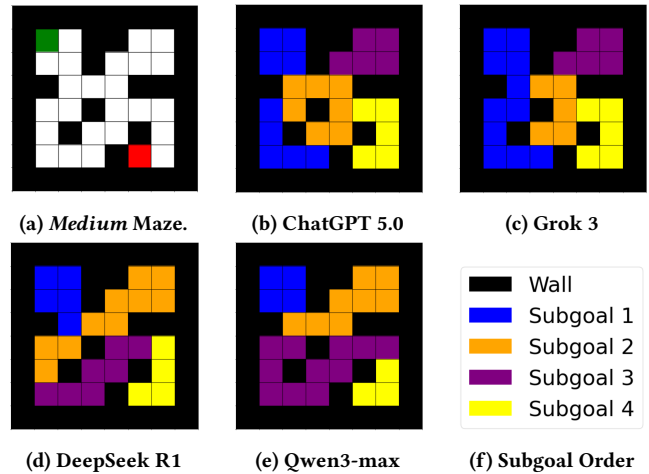 (a) Medium Maze.
(b) ChatGPT 5.0
(c) Grok 3
(d) DeepSeek R1
(e) Qwen3-max
Wall
Subgoal 1
Subgoal 2
Subgoal 3
Subgoal 4
(f) Subgoal Order